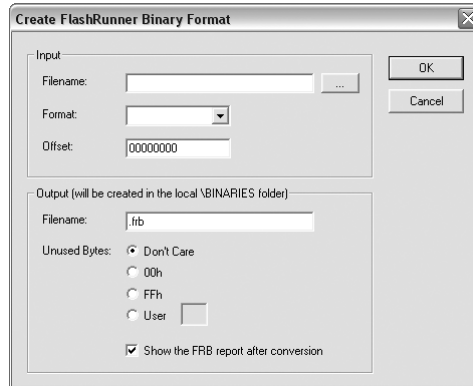 Create FlashRunner Binary Format
Input
OK
Filename:
...
Cancel
Format:
Offset: 00000000
Output (will be created in the local \BINARIES folder)
Filename: .frb
Unused Bytes: Don't Care
00h
FFh
User
Show the FRB report after conversion